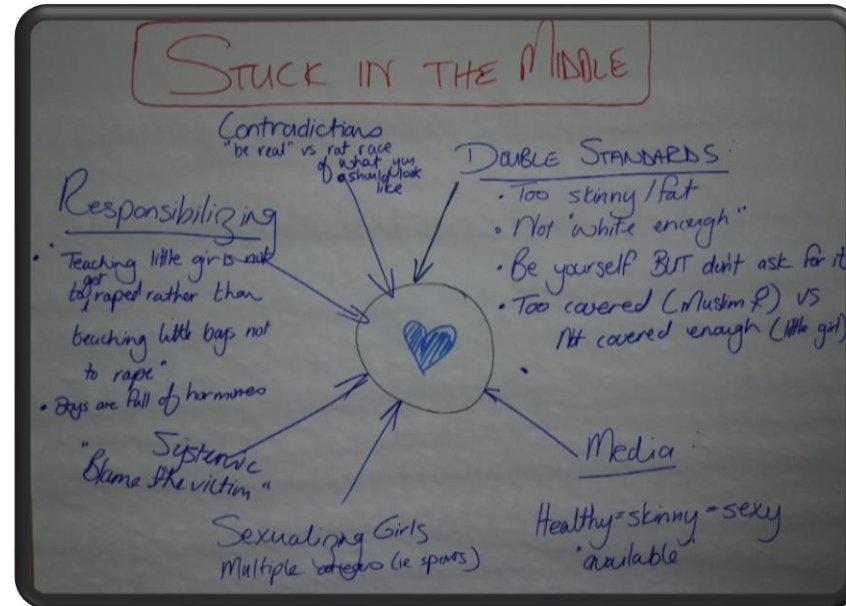 STUCK IN THE MIDDLE
Contradictions
"be real" vs rat race
of what you
should look
like
DOUBLE STANDARDS:
• Too skinny/fat
• Not "white enough"
• Be yourself BUT don't ask for it
• Too covered (Muslim ♀) vs
Not covered enough (little girl)
•
Responsibilizing
• "Teaching little girls not
to get raped rather than
teaching little boys not
to rape"
• Boys are full of hormones
Systemic
"Blame the victim"
Sexualizing Girls
Multiple (ie sports)
Media:
Healthy=skinny=sexy
"available"